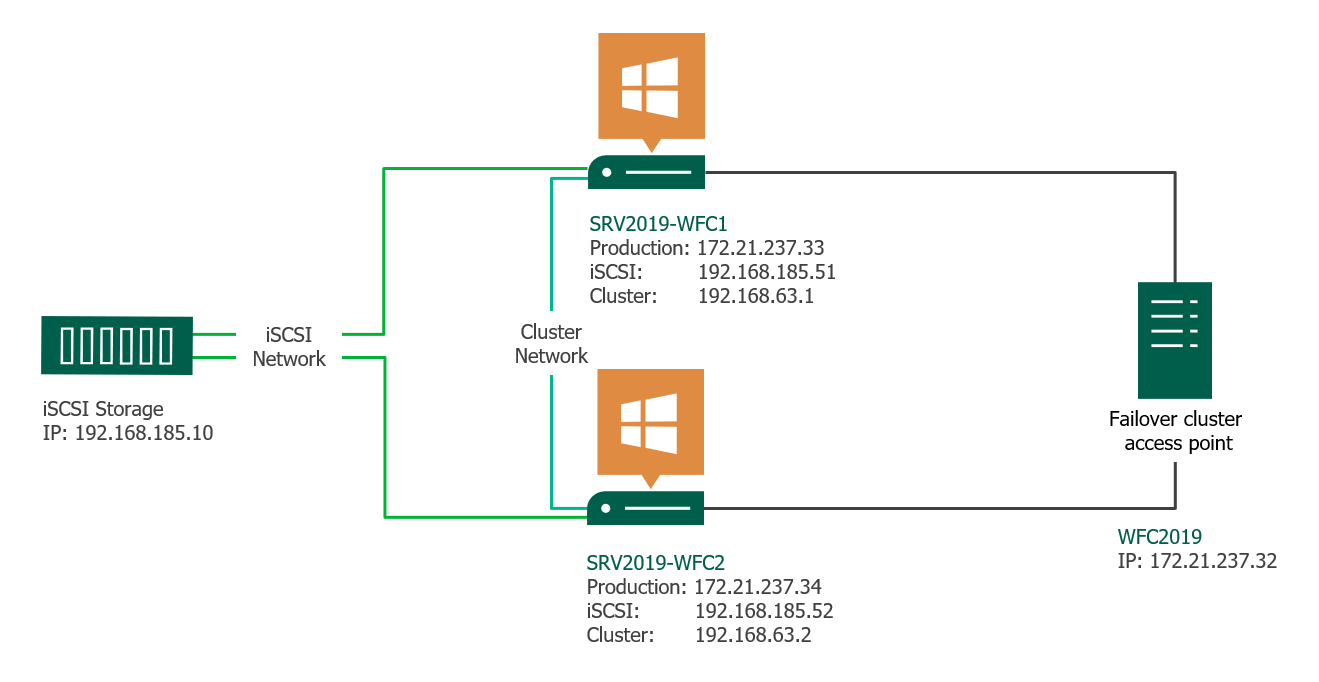 SRV2019-WFC1
Production: 172.21.237.33
iSCSI: 192.168.185.51
Cluster: 192.168.63.1
iSCSI
Network
Cluster
Network
iSCSI Storage
IP: 192.168.185.10
Failover cluster
access point
WFC2019
IP: 172.21.237.32
SRV2019-WFC2
Production: 172.21.237.34
iSCSI: 192.168.185.52
Cluster: 192.168.63.2